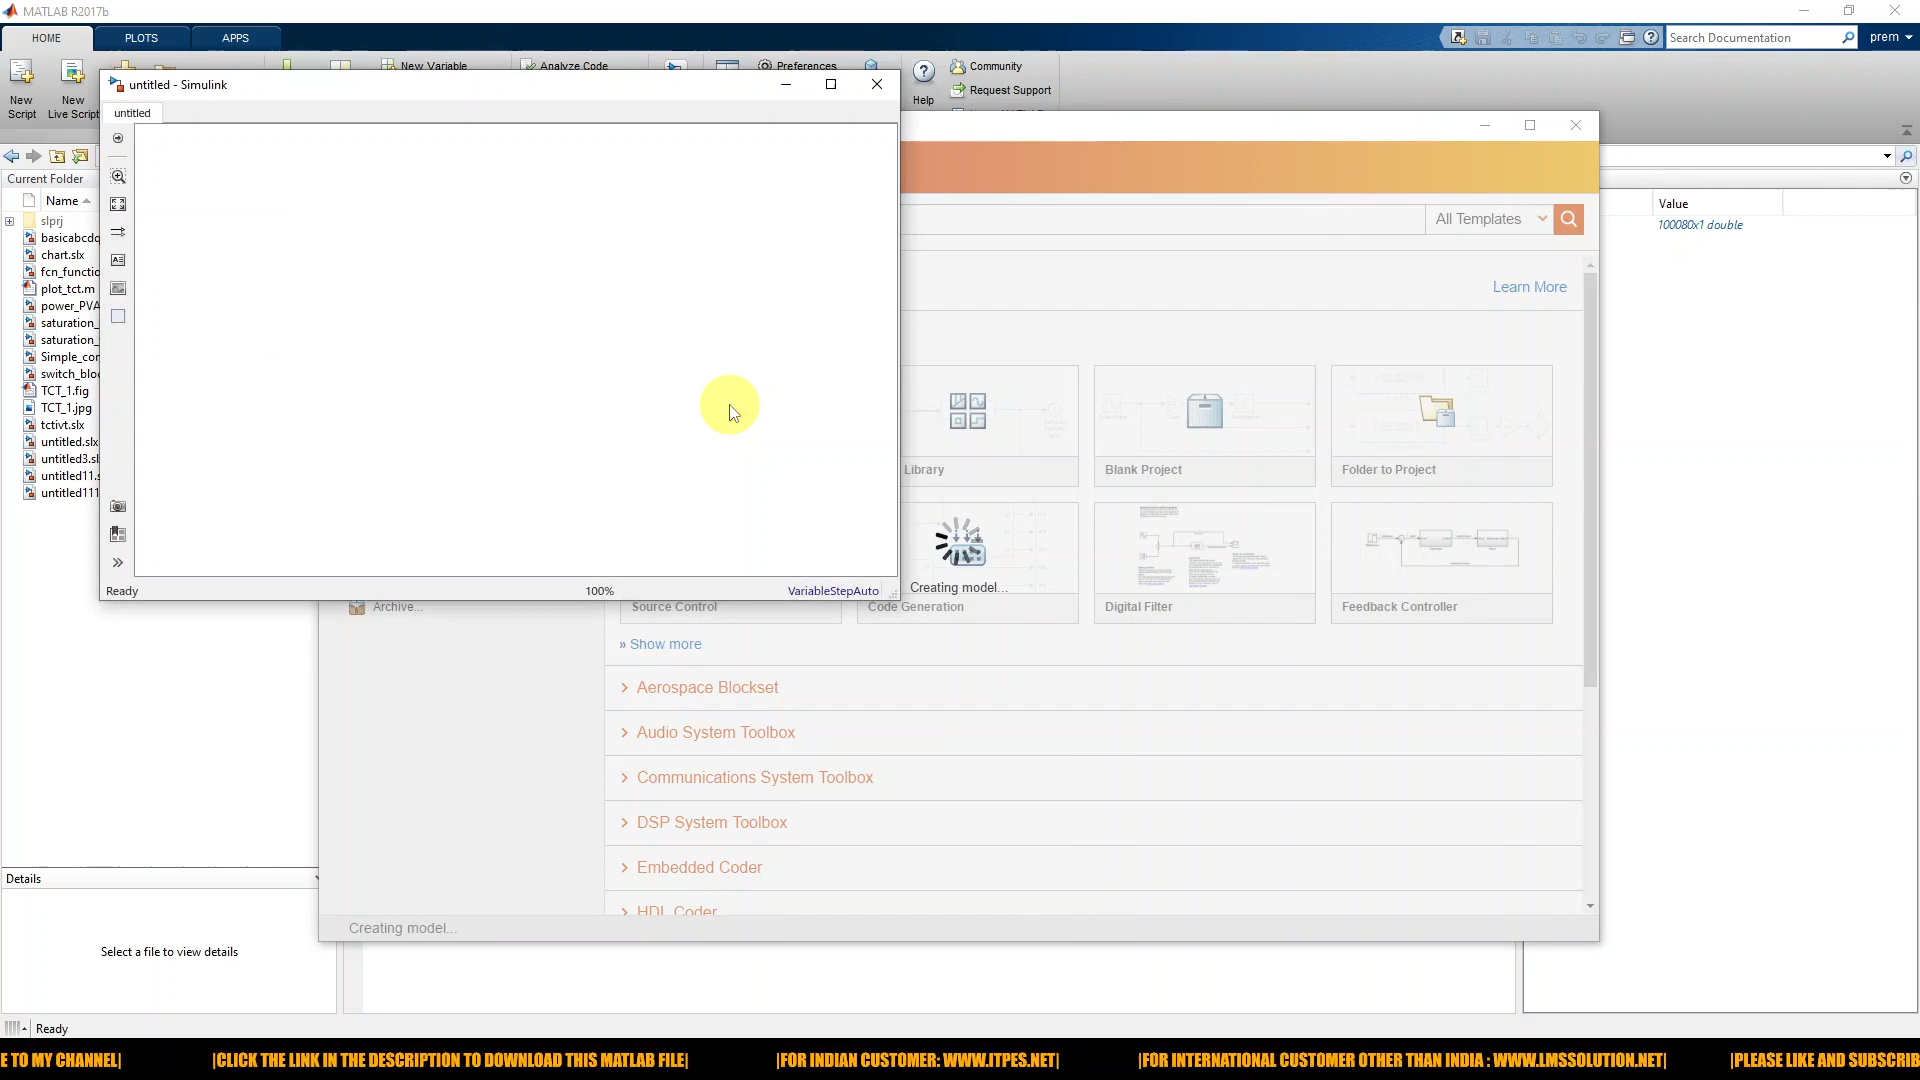 MATLAB R2017b
HOME
PLOTS
APPS
Search Documentation
prem
New Variable
Analyze Code
Preferences
Community
Request Support
New
Script
New
Live Script
Help
untitled - Simulink
untitled
Current Folder
Name
slprj
basicabcdq
chart.slx
fcn_functio
plot_tct.m
power_PVA
saturation_
saturation_
Simple_cor
switch_bloc
TCT_1.fig
TCT_1.jpg
tctivt.slx
untitled.slx
untitled3.sl
untitled11.s
untitled111
Ready
100%
VariableStepAuto
All Templates
Learn More
Library
Blank Project
Folder to Project
Creating model...
Archive...
Source Control
Code Generation
Digital Filter
Feedback Controller
» Show more
Aerospace Blockset
Audio System Toolbox
Communications System Toolbox
DSP System Toolbox
Embedded Coder
HDL Coder
Creating model...
Value
100080x1 double
Details
Select a file to view details
Ready
E TO MY CHANNEL| |CLICK THE LINK IN THE DESCRIPTION TO DOWNLOAD THIS MATLAB FILE| |FOR INDIAN CUSTOMER: WWW.ITPES.NET| |FOR INTERNATIONAL CUSTOMER OTHER THAN INDIA : WWW.LMSSOLUTION.NET| |PLEASE LIKE AND SUBSCRIB